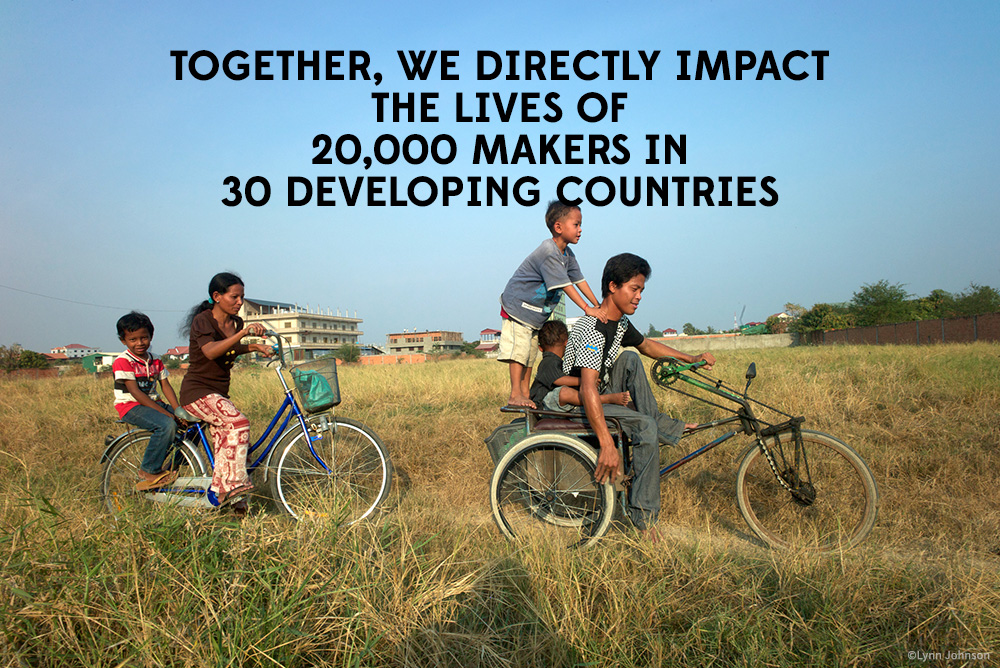 TOGETHER, WE DIRECTLY IMPACT
THE LIVES OF
20,000 MAKERS IN
30 DEVELOPING COUNTRIES
©Lynn Johnson